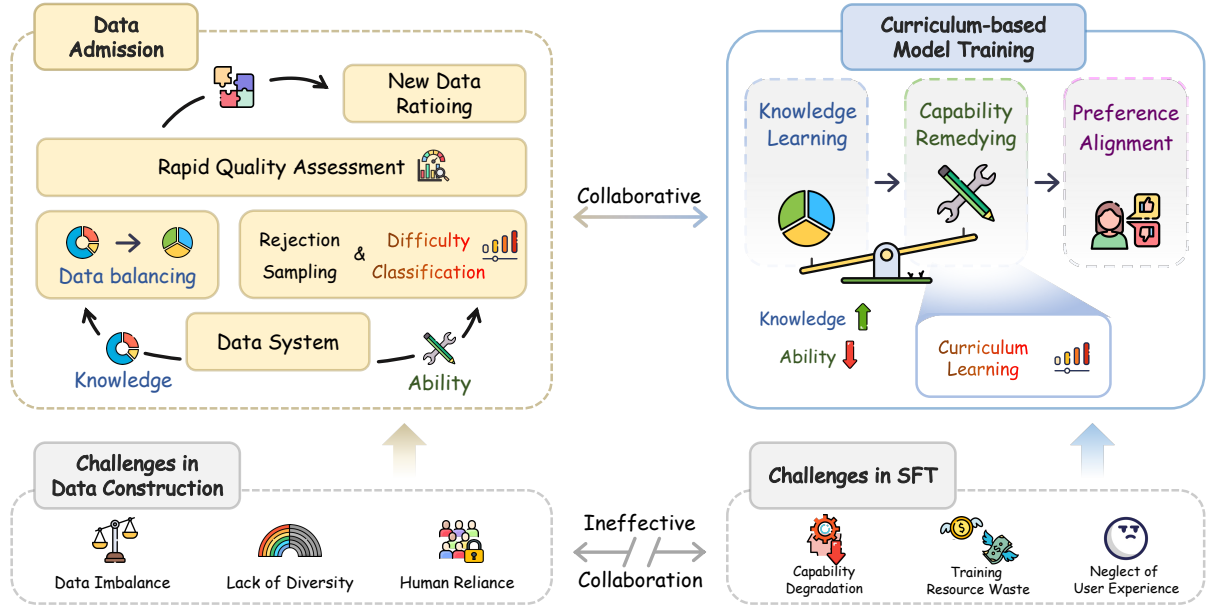 Data
Admission
New Data
Ratioing
Rapid Quality Assessment
Data balancing
Rejection
Sampling
&
Difficulty
Classification
Data System
Knowledge
Ability
Collaborative
Curriculum-based
Model Training
Knowledge
Learning
Capability
Remedying
Preference
Alignment
Knowledge
Ability
Curriculum
Learning
Challenges in
Data Construction
Data Imbalance
Lack of Diversity
Human Reliance
Ineffective
Collaboration
Challenges in SFT
Capability
Degradation
Training
Resource Waste
Neglect of
User Experience